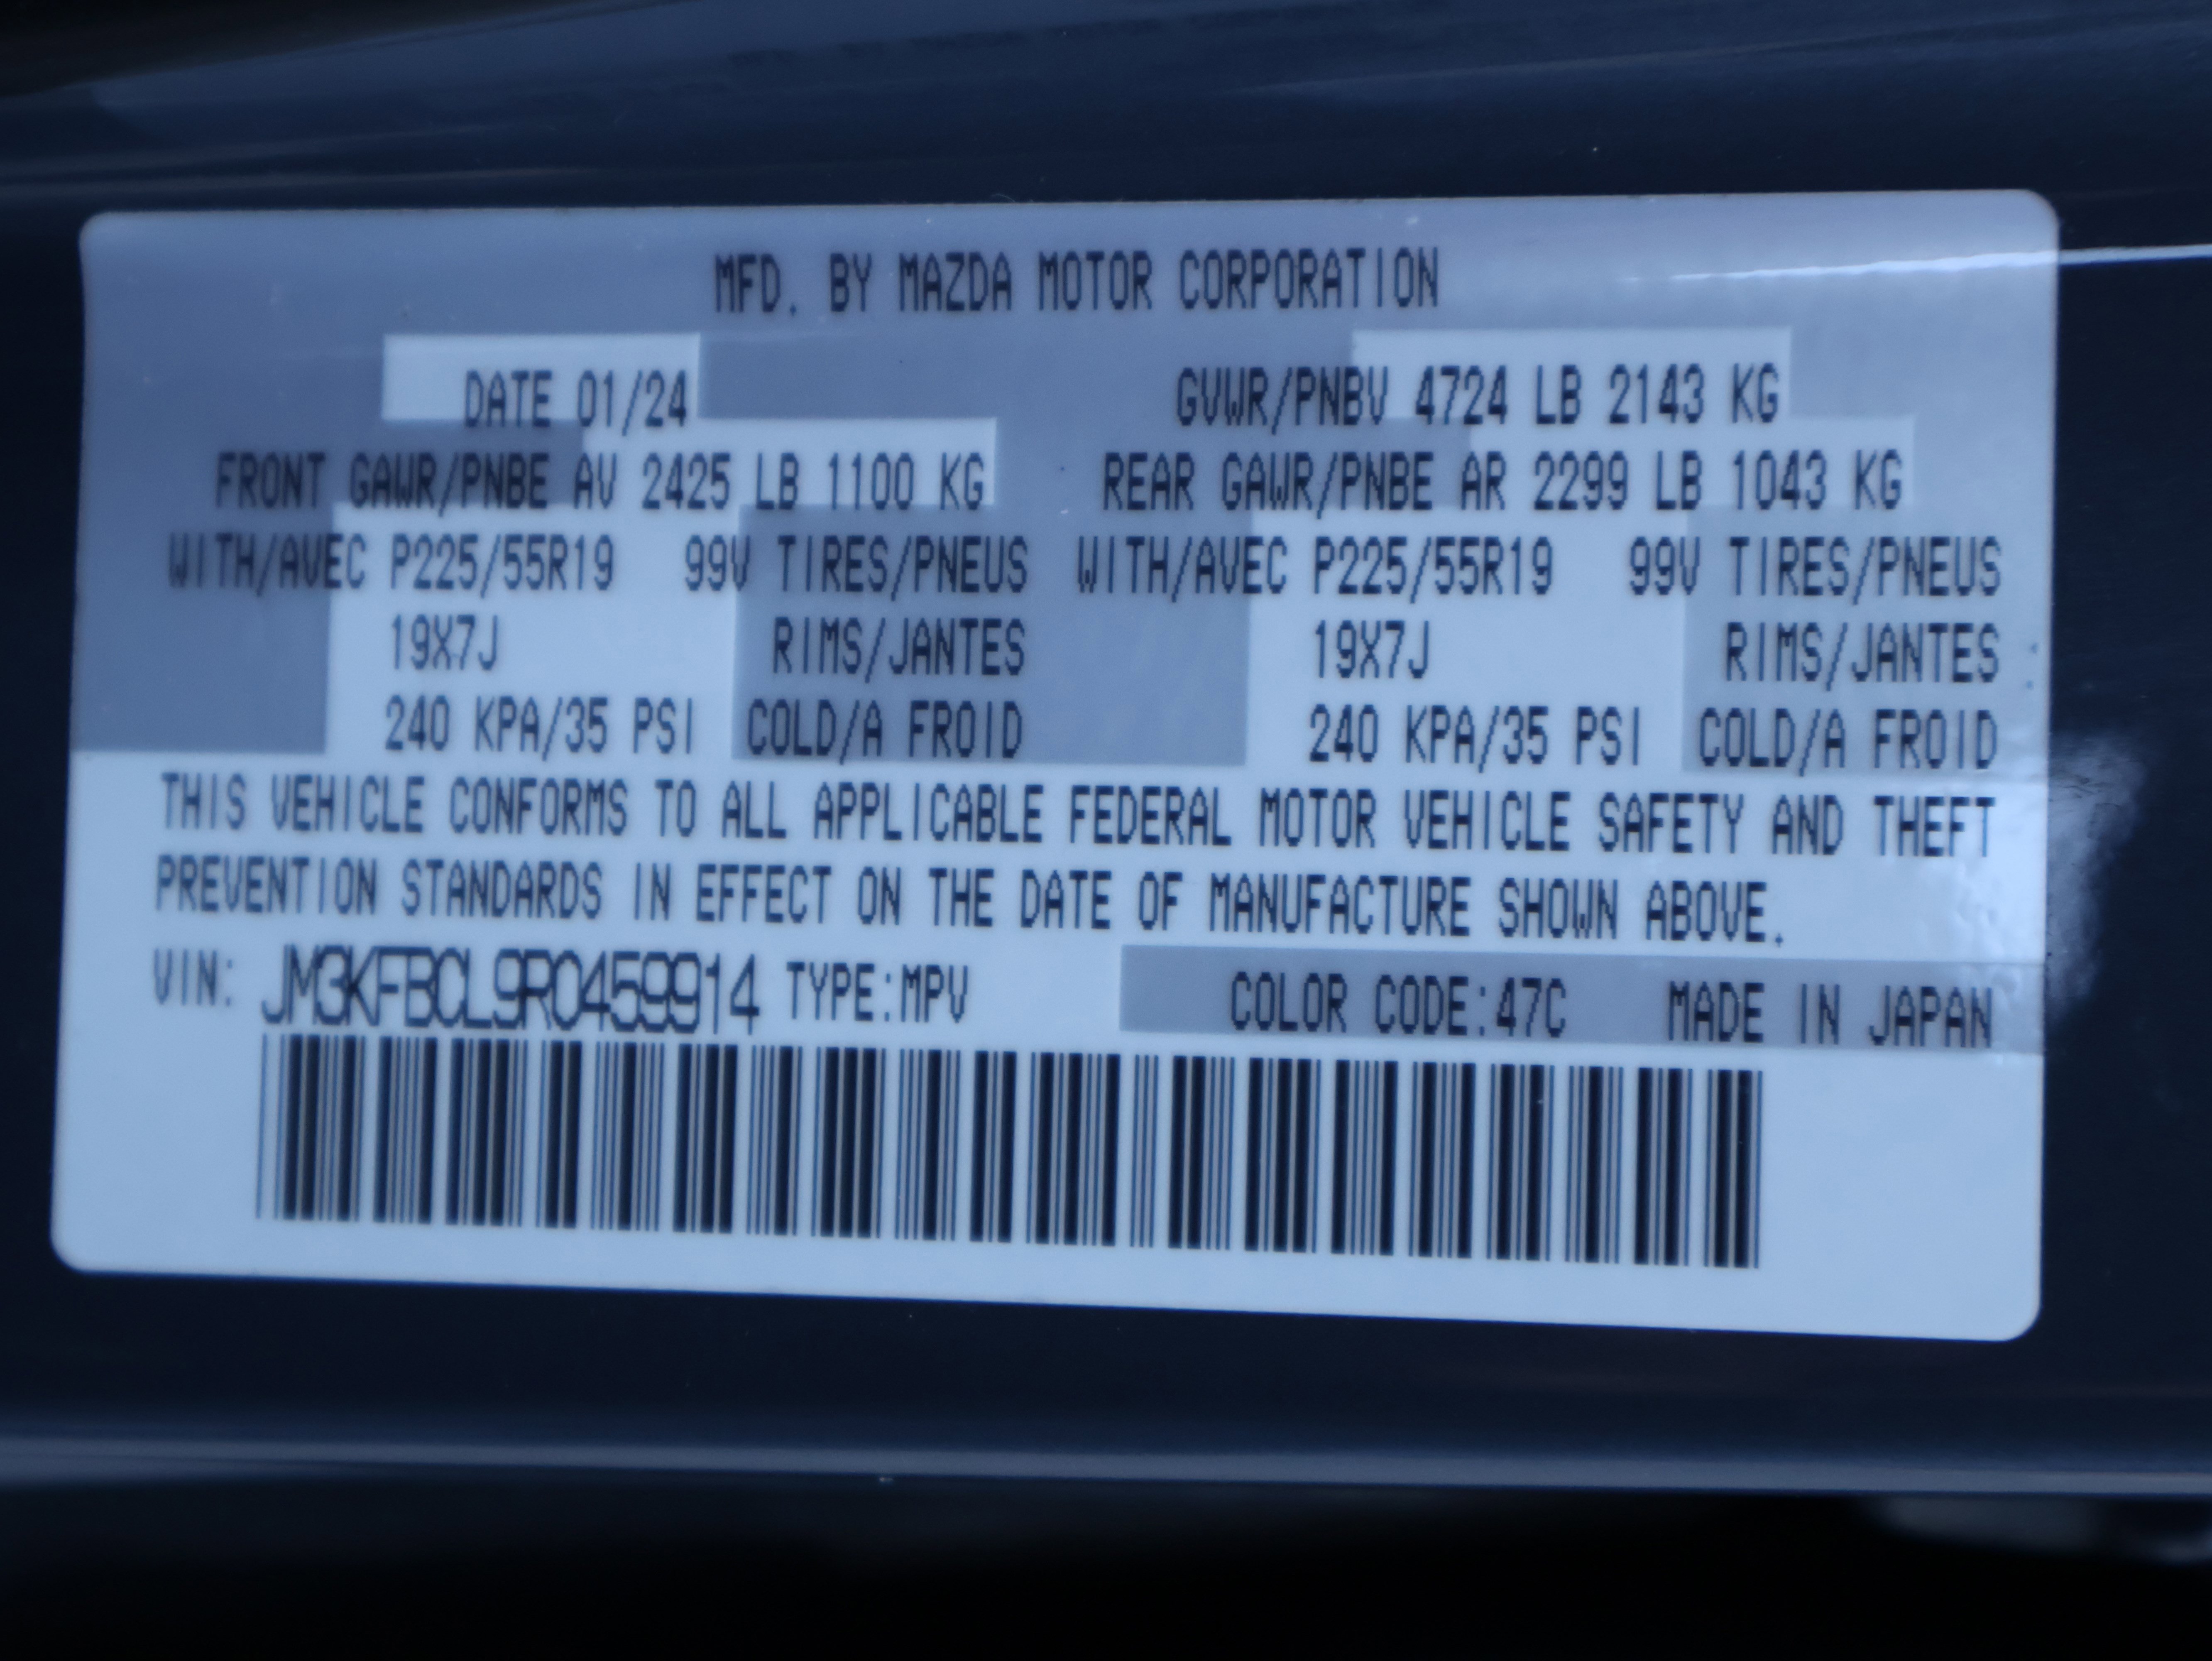 MFD. BY MAZDA MOTOR CORPORATION
DATE 01/24 GVWR/PNBV 4724 LB 2143 KG
FRONT GAWR/PNBE AV 2425 LB 1100 KG REAR GAWR/PNBE AR 2299 LB 1043 KG
WITH/AVEC P225/55R19 99V TIRES/PNEUS WITH/AVEC P225/55R19 99V TIRES/PNEUS
19X7J RIMS/JANTES 19X7J RIMS/JANTES
240 KPA/35 PSI COLD/A FROID 240 KPA/35 PSI COLD/A FROID
THIS VEHICLE CONFORMS TO ALL APPLICABLE FEDERAL MOTOR VEHICLE SAFETY AND THEFT
PREVENTION STANDARDS IN EFFECT ON THE DATE OF MANUFACTURE SHOWN ABOVE.
VIN: JM3KFBCL9R0459914 TYPE:MPV COLOR CODE:47C MADE IN JAPAN